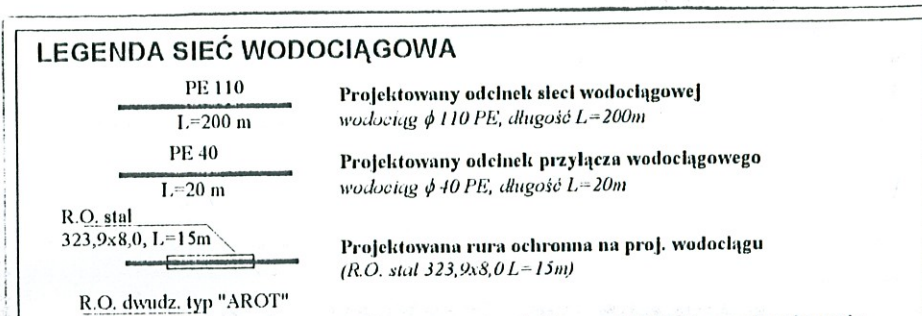 LEGENDA SIEĆ WODOCIĄGOWA
PE 110
L=200 m
Projektowany odcinek sieci wodociągowej
wodociąg ϕ 110 PE, długość L=200m
PE 40
L=20 m
Projektowany odcinek przyłącza wodociągowego
wodociąg ϕ 40 PE, długość L=20m
R.O. stal
323,9x8,0, L=15m
Projektowana rura ochronna na proj. wodociągu
(R.O. stal 323,9x8,0 L=15m)
R.O. dwudz. typ "AROT"